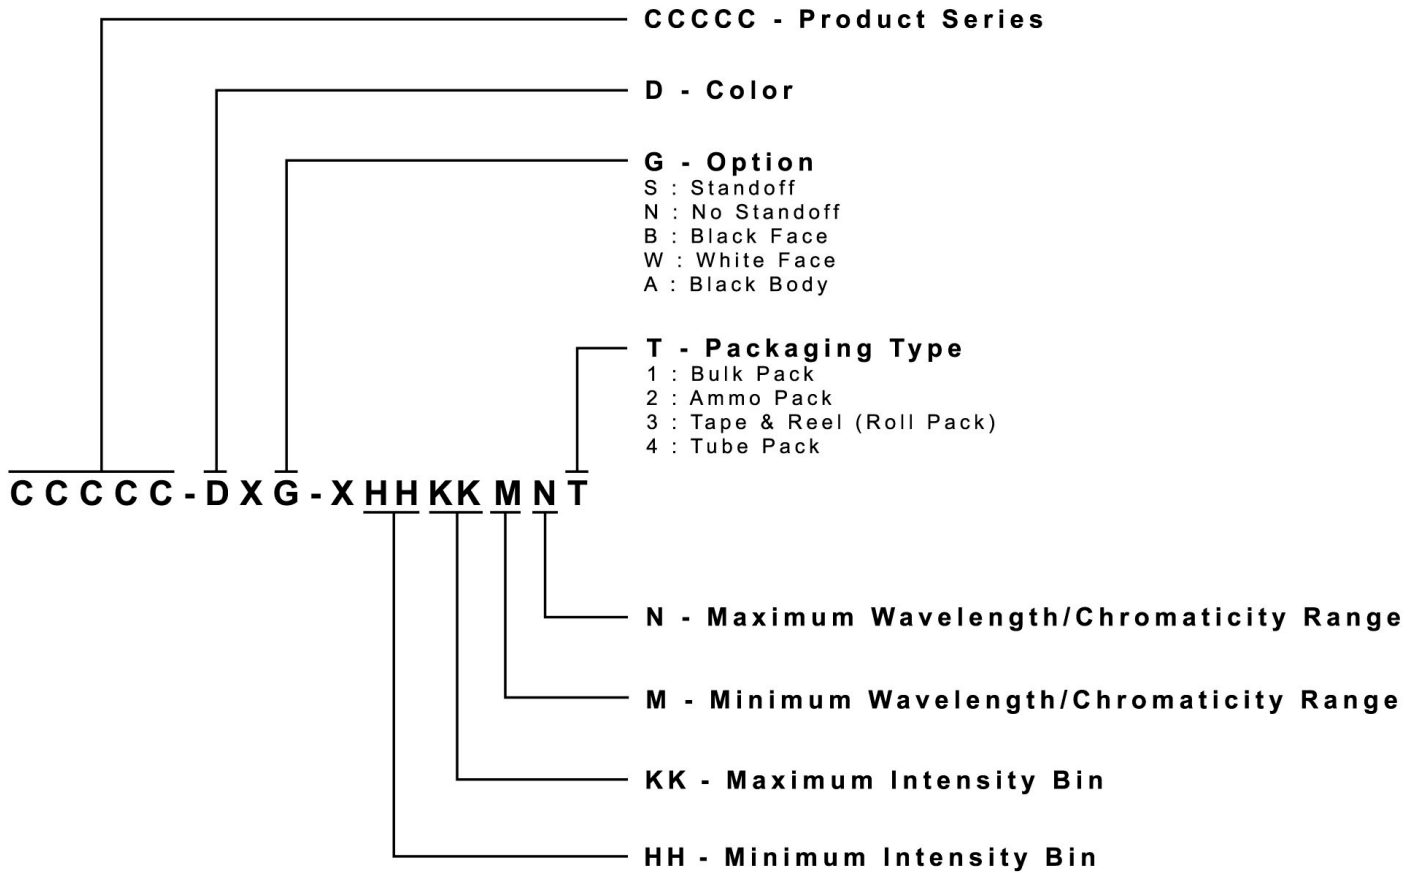 CCCCC - Product Series
D - Color
G - Option
S : Standoff
N : No Standoff
B : Black Face
W : White Face
A : Black Body
T - Packaging Type
1 : Bulk Pack
2 : Ammo Pack
3 : Tape & Reel (Roll Pack)
4 : Tube Pack
CCCCC-DXG-XHHKKMNT
N - Maximum Wavelength/Chromaticity Range
M - Minimum Wavelength/Chromaticity Range
KK - Maximum Intensity Bin
HH - Minimum Intensity Bin